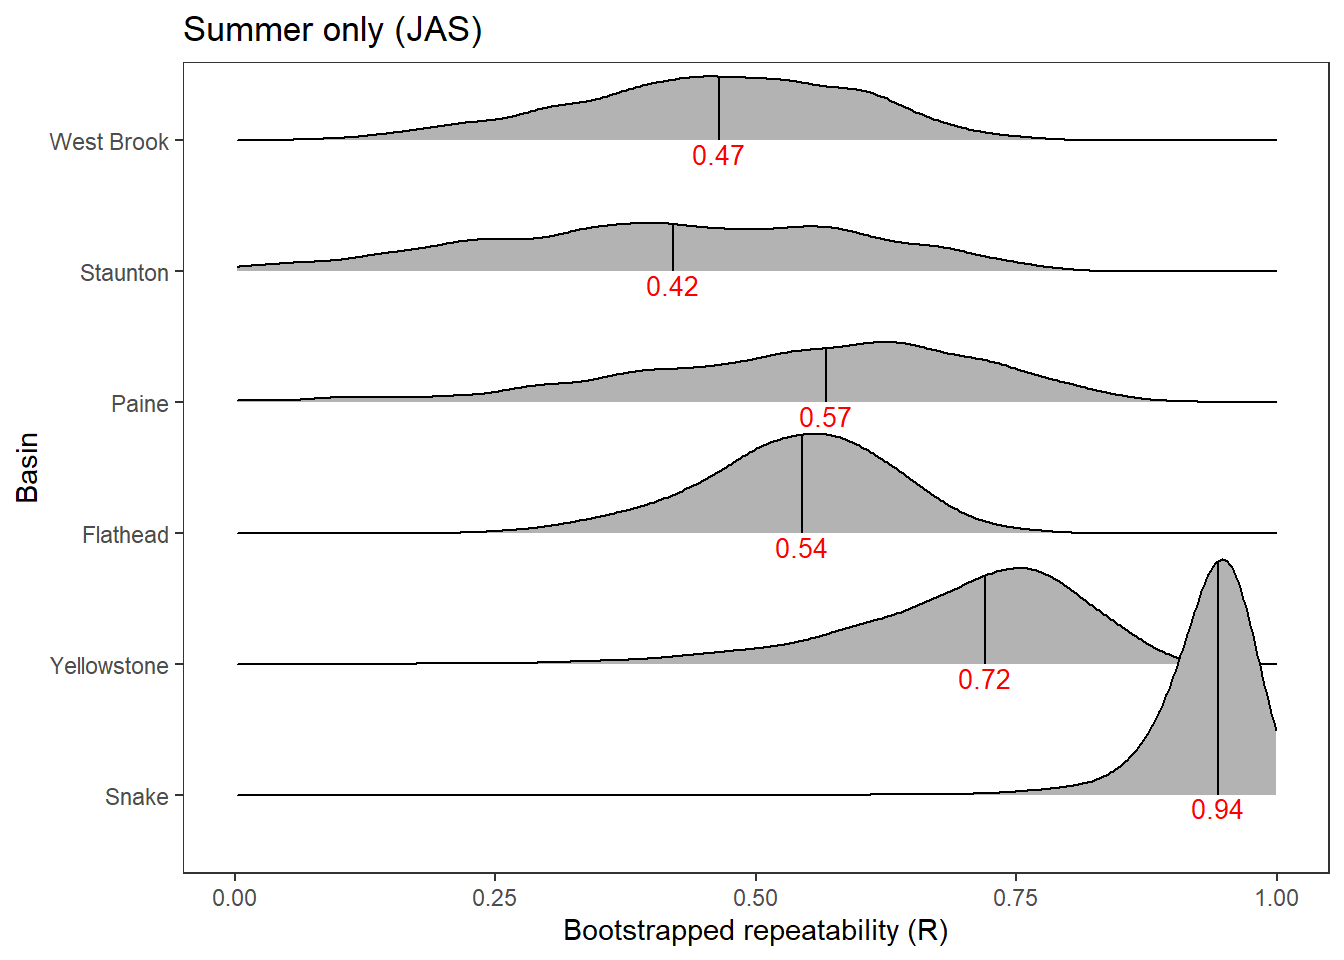 Summer only (JAS)
West Brook
0.47
Staunton
0.42
Paine
0.57
Basin
Flathead
0.54
Yellowstone
0.72
Snake
0.94
0.00 0.25 0.50 0.75 1.00
Bootstrapped repeatability (R)